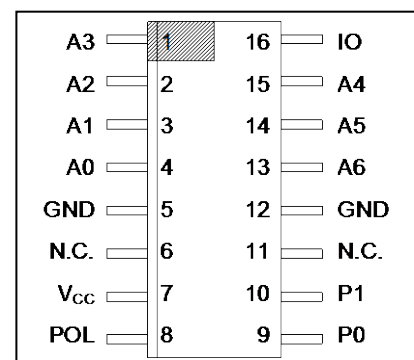 A3 1 16 IO
A2 2 15 A4
A1 3 14 A5
A0 4 13 A6
GND 5 12 GND
N.C. 6 11 N.C.
VCC 7 10 P1
POL 8 9 P0